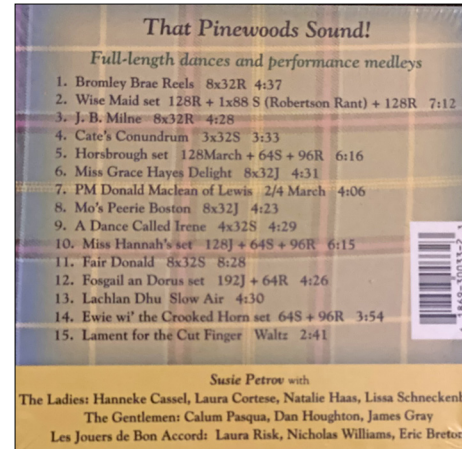 That Pinewoods Sound!
Full-length dances and performance medleys
1. Bromley Brae Reels 8x32R 4:37
2. Wise Maid set 128R + 1x88 S (Robertson Rant) + 128R 7:12
3. J. B. Milne 8x32R 4:28
4. Cate's Conundrum 3x32S 3:33
5. Horsbrough set 128March + 64S + 96R 6:16
6. Miss Grace Hayes Delight 8x32J 4:31
7. PM Donald Maclean of Lewis 2/4 March 4:06
8. Mo's Peerie Boston 8x32J 4:23
9. A Dance Called Irene 4x32S 4:29
10. Miss Hannah's set 128J + 64S + 96R 6:15
11. Fair Donald 8x32S 8:28
12. Fosgail an Dorus set 192J + 64R 4:26
13. Lachlan Dhu Slow Air 4:30
14. Ewie wi' the Crooked Horn set 64S + 96R 3:54
15. Lament for the Cut Finger Waltz 2:41
Susie Petrov with
The Ladies: Hanneke Cassel, Laura Cortese, Natalie Haas, Lissa
The Gentlemen: Calum Pasqua, Dan Houghton, James Gray
Les Jouers de Bon Accord: Laura Risk, Nicholas Williams, Eric Breton